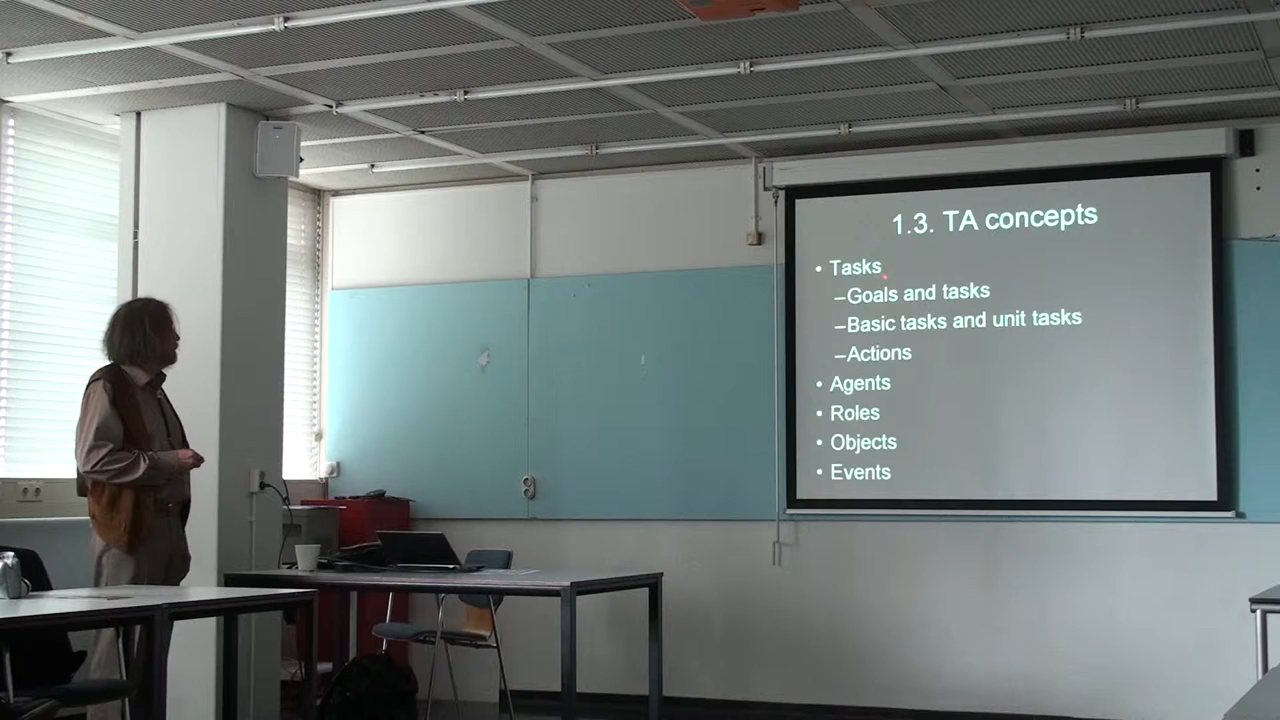 1.3. TA concepts
• Tasks
–Goals and tasks
–Basic tasks and unit tasks
–Actions
• Agents
• Roles
• Objects
• Events